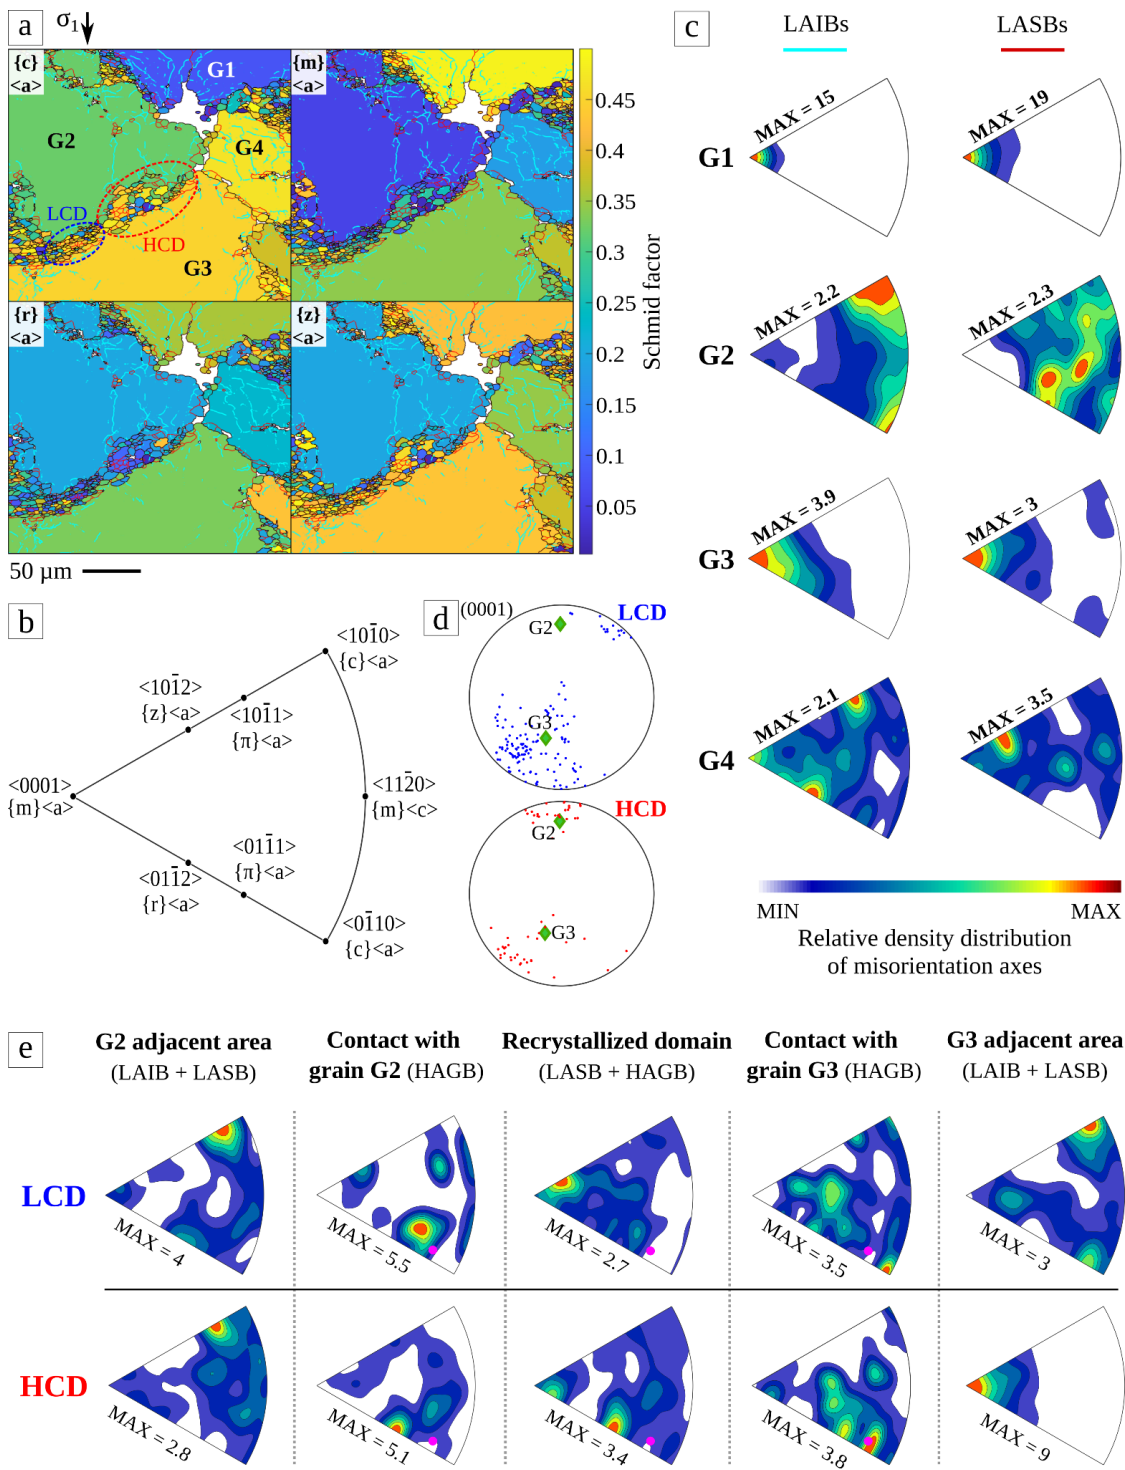 a
σ1
{c}
<a>
G1
{m}
<a>
G2
G4
LCD
HCD
G3
{r}
<a>
{z}
<a>
0.45
0.4
0.35
0.3
0.25
0.2
0.15
0.1
0.05
Schmid factor
50 µm
b
<101̄0>
{c}<a>
<101̄2>
{z}<a>
<101̄1>
{π}<a>
<0001>
{m}<a>
<112̄0>
{m}<c>
<011̄1>
{π}<a>
<011̄2>
{r}<a>
<01̄10>
{c}<a>
c
LAIBs
LASBs
G1
MAX = 15
MAX = 19
G2
MAX = 2.2
MAX = 2.3
G3
MAX = 3.9
MAX = 3
G4
MAX = 2.1
MAX = 3.5
MIN
MAX
Relative density distribution
of misorientation axes
d
(0001)
LCD
G2
G3
HCD
G2
G3
e
G2 adjacent area
(LAIB + LASB)
Contact with
grain G2 (HAGB)
Recrystallized domain
(LASB + HAGB)
Contact with
grain G3 (HAGB)
G3 adjacent area
(LAIB + LASB)
LCD
MAX = 4
MAX = 5.5
MAX = 2.7
MAX = 3.5
MAX = 3
HCD
MAX = 2.8
MAX = 5.1
MAX = 3.4
MAX = 3.8
MAX = 9